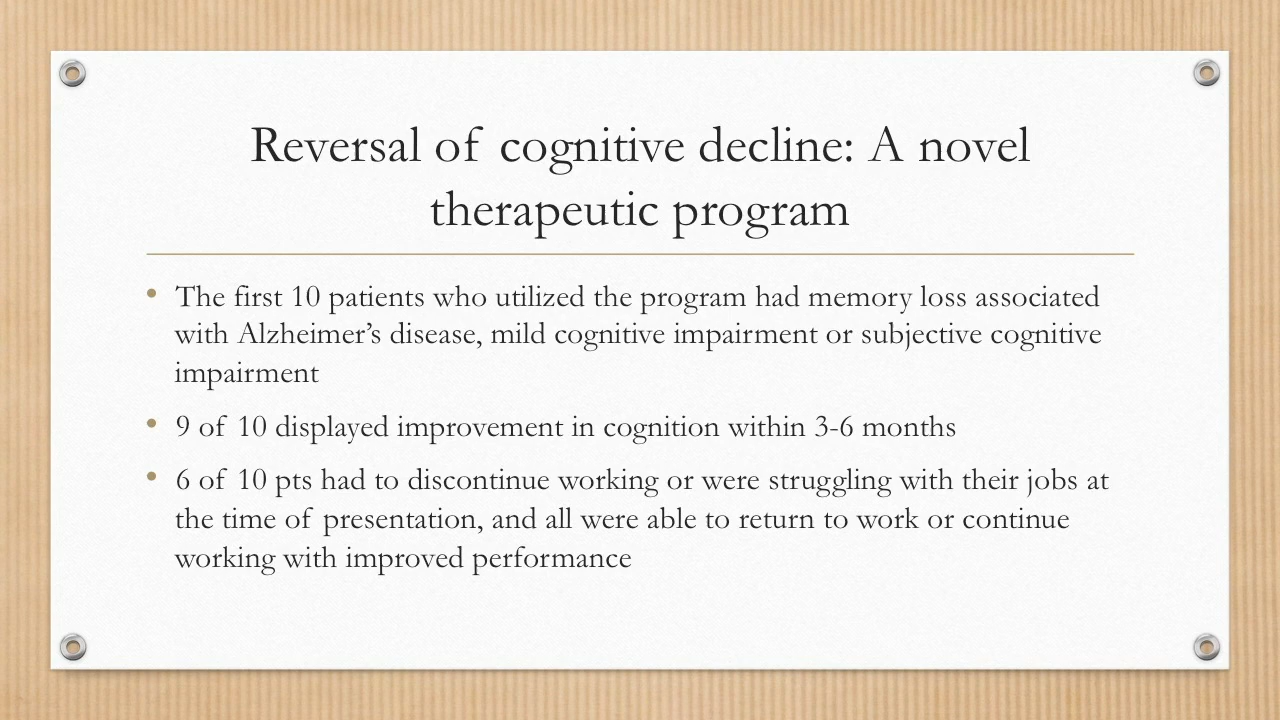 Reversal of cognitive decline: A novel
therapeutic program
• The first 10 patients who utilized the program had memory loss associated
with Alzheimer’s disease, mild cognitive impairment or subjective cognitive
impairment
• 9 of 10 displayed improvement in cognition within 3-6 months
• 6 of 10 pts had to discontinue working or were struggling with their jobs at
the time of presentation, and all were able to return to work or continue
working with improved performance